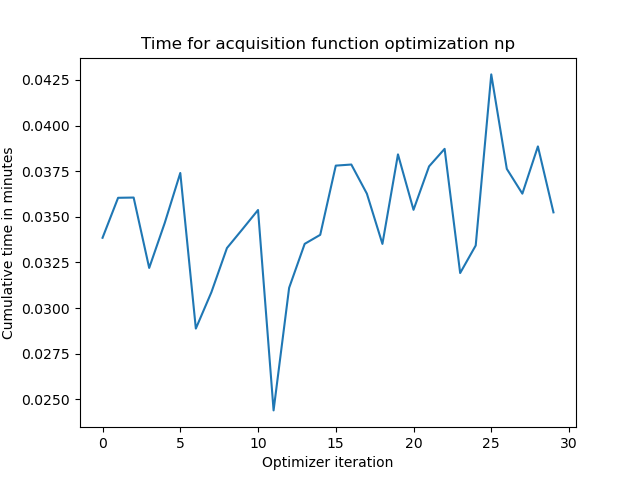 Time for acquisition function optimization np
Cumulative time in minutes
0.0425
0.0400
0.0375
0.0350
0.0325
0.0300
0.0275
0.0250
0 5 10 15 20 25 30
Optimizer iteration